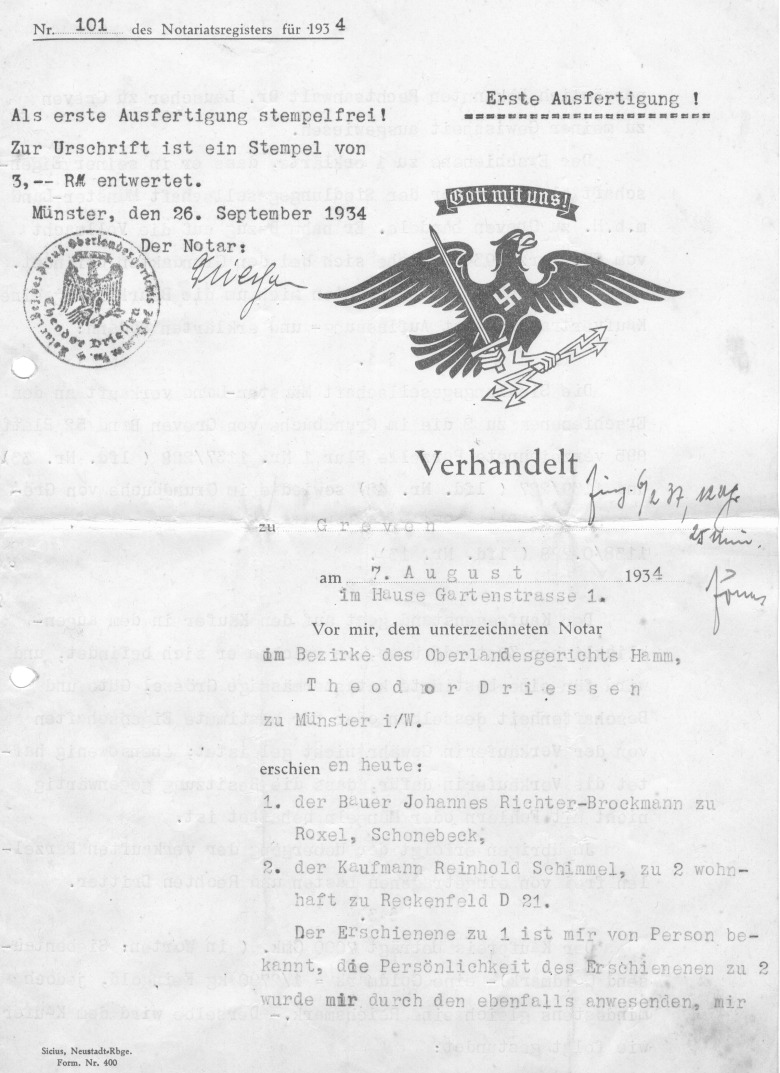 Nr. 101 des Notariatsregisters für 1934
Erste Ausfertigung !
Als erste Ausfertigung stempelfrei!
Zur Urschrift ist ein Stempel von
3,-- RM entwertet.
Münster, den 26. September 1934
Der Notar:
Gott mit uns!
Theodor Driessen
Verhandelt
zu Greven
am 7. August 1934
im Hause Gartenstrasse 1.
Vor mir, dem unterzeichneten Notar
im Bezirke des Oberlandesgerichts Hamm,
Theodor Driessen
zu Münster i/W.
erschien en heute:
1. der Bauer Johannes Richter-Brockmann zu
Roxel, Schonebeck,
2. der Kaufmann Reinhold Schimmel, zu 2 wohn-
haft zu Reckenfeld D 21.
Der Erschienene zu 1 ist mir von Person be-
kannt, die Persönlichkeit des Erschienenen zu 2
wurde mir durch den ebenfalls anwesenden, mir
Sicius, Neustadt-Rbge.
Form. Nr. 400